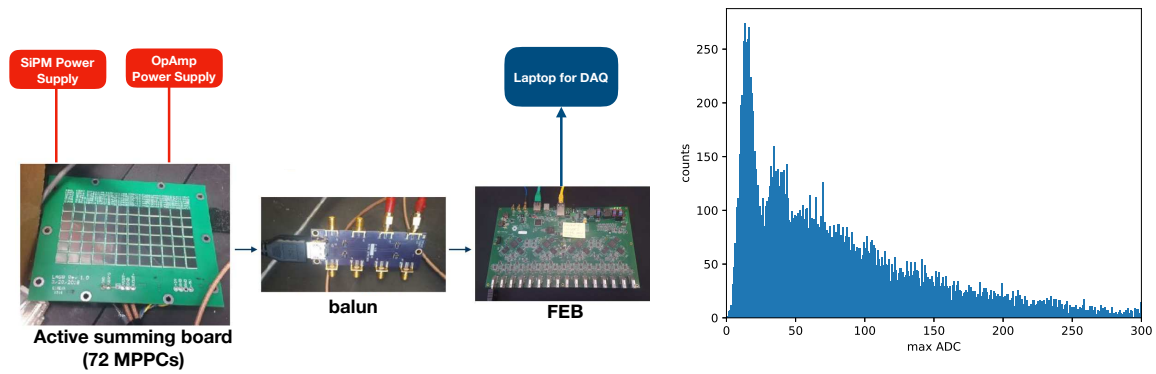 SiPM Power
Supply
OpAmp
Power Supply
Laptop for DAQ
Active summing board
(72 MPPCs)
balun
FEB
counts
250
200
150
100
50
0
0
50
100
150
200
250
300
max ADC